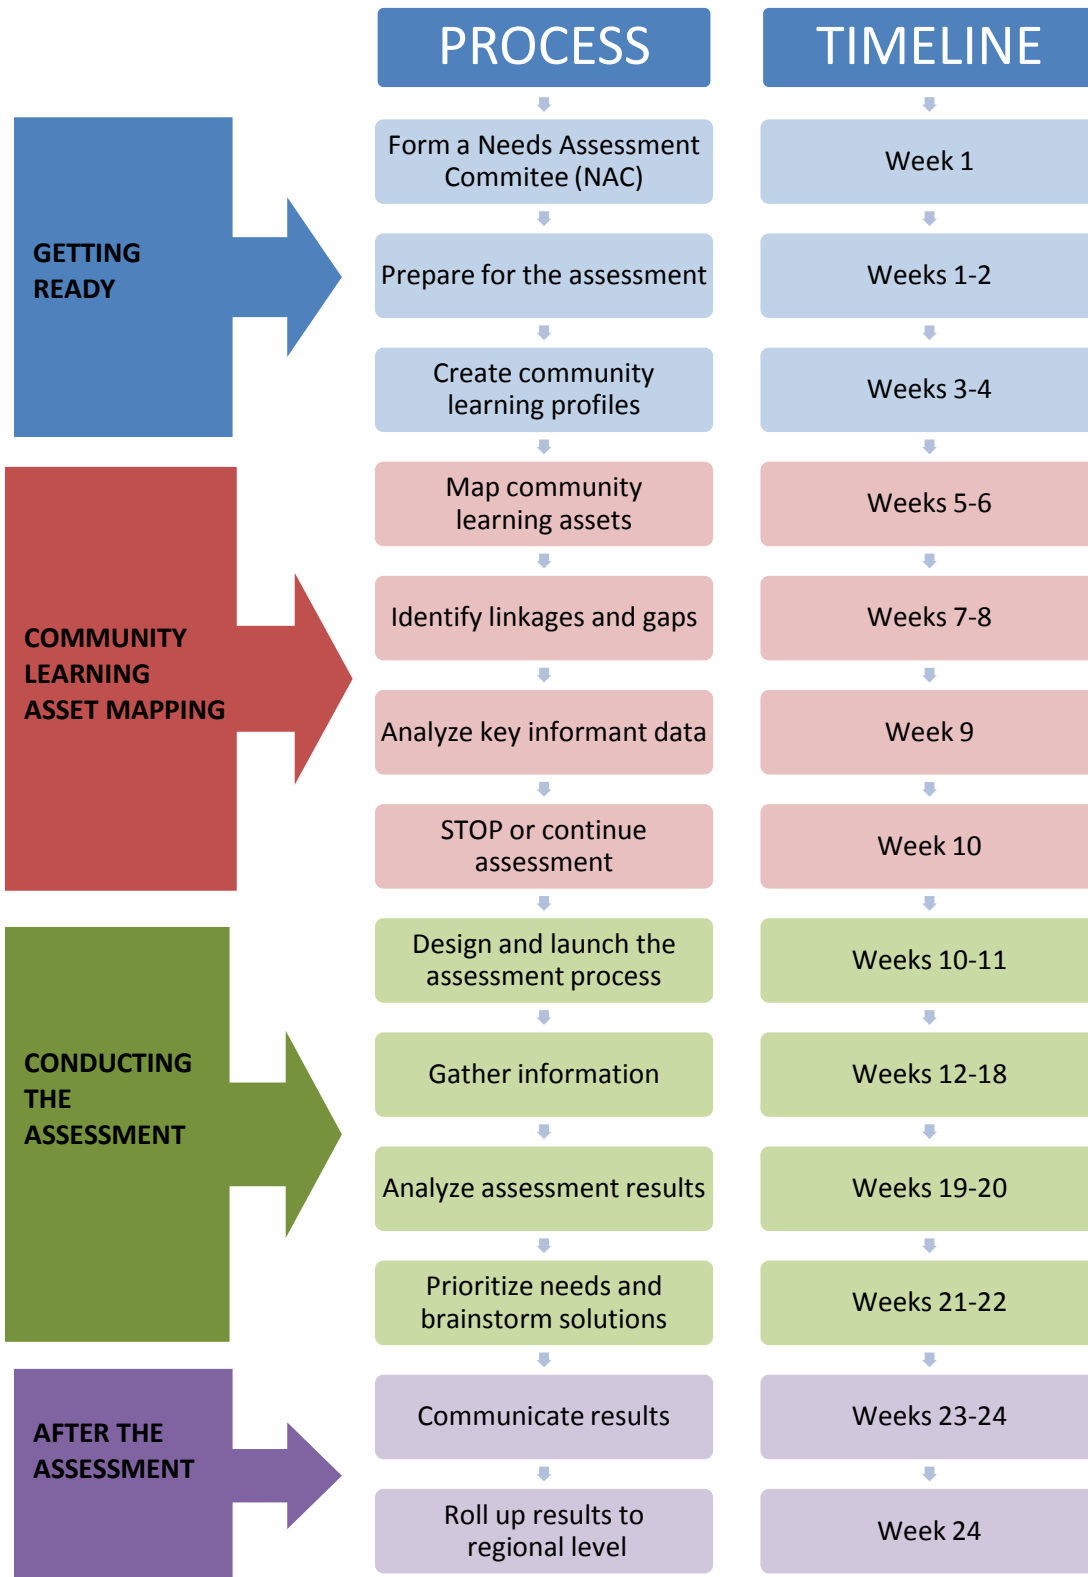 PROCESS
TIMELINE
GETTING
READY
Form a Needs Assessment
Commitee (NAC)
Week 1
Prepare for the assessment
Weeks 1-2
Create community
learning profiles
Weeks 3-4
COMMUNITY
LEARNING
ASSET MAPPING
Map community
learning assets
Weeks 5-6
Identify linkages and gaps
Weeks 7-8
Analyze key informant data
Week 9
STOP or continue
assessment
Week 10
CONDUCTING
THE
ASSESSMENT
Design and launch the
assessment process
Weeks 10-11
Gather information
Weeks 12-18
Analyze assessment results
Weeks 19-20
Prioritize needs and
brainstorm solutions
Weeks 21-22
AFTER THE
ASSESSMENT
Communicate results
Weeks 23-24
Roll up results to
regional level
Week 24